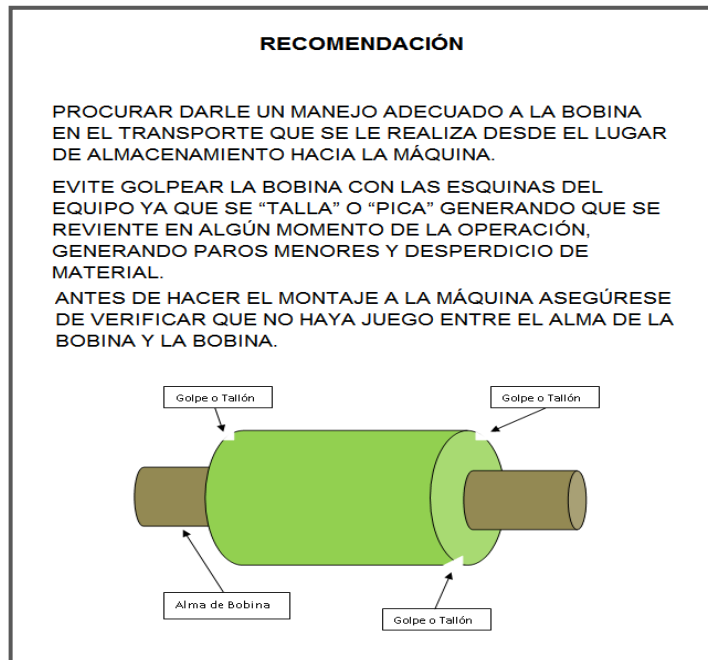 RECOMENDACIÓN
PROCURAR DARLE UN MANEJO ADECUADO A LA BOBINA
EN EL TRANSPORTE QUE SE LE REALIZA DESDE EL LUGAR
DE ALMACENAMIENTO HACIA LA MÁQUINA.
EVITE GOLPEAR LA BOBINA CON LAS ESQUINAS DEL
EQUIPO YA QUE SE “TALLA” O “PICA” GENERANDO QUE SE
REVIENTE EN ALGÚN MOMENTO DE LA OPERACIÓN,
GENERANDO PAROS MENORES Y DESPERDICIO DE
MATERIAL.
ANTES DE HACER EL MONTAJE A LA MÁQUINA ASEGÚRESE
DE VERIFICAR QUE NO HAYA JUEGO ENTRE EL ALMA DE LA
BOBINA Y LA BOBINA.
Golpe o Tallón
Golpe o Tallón
Alma de Bobina
Golpe o Tallón